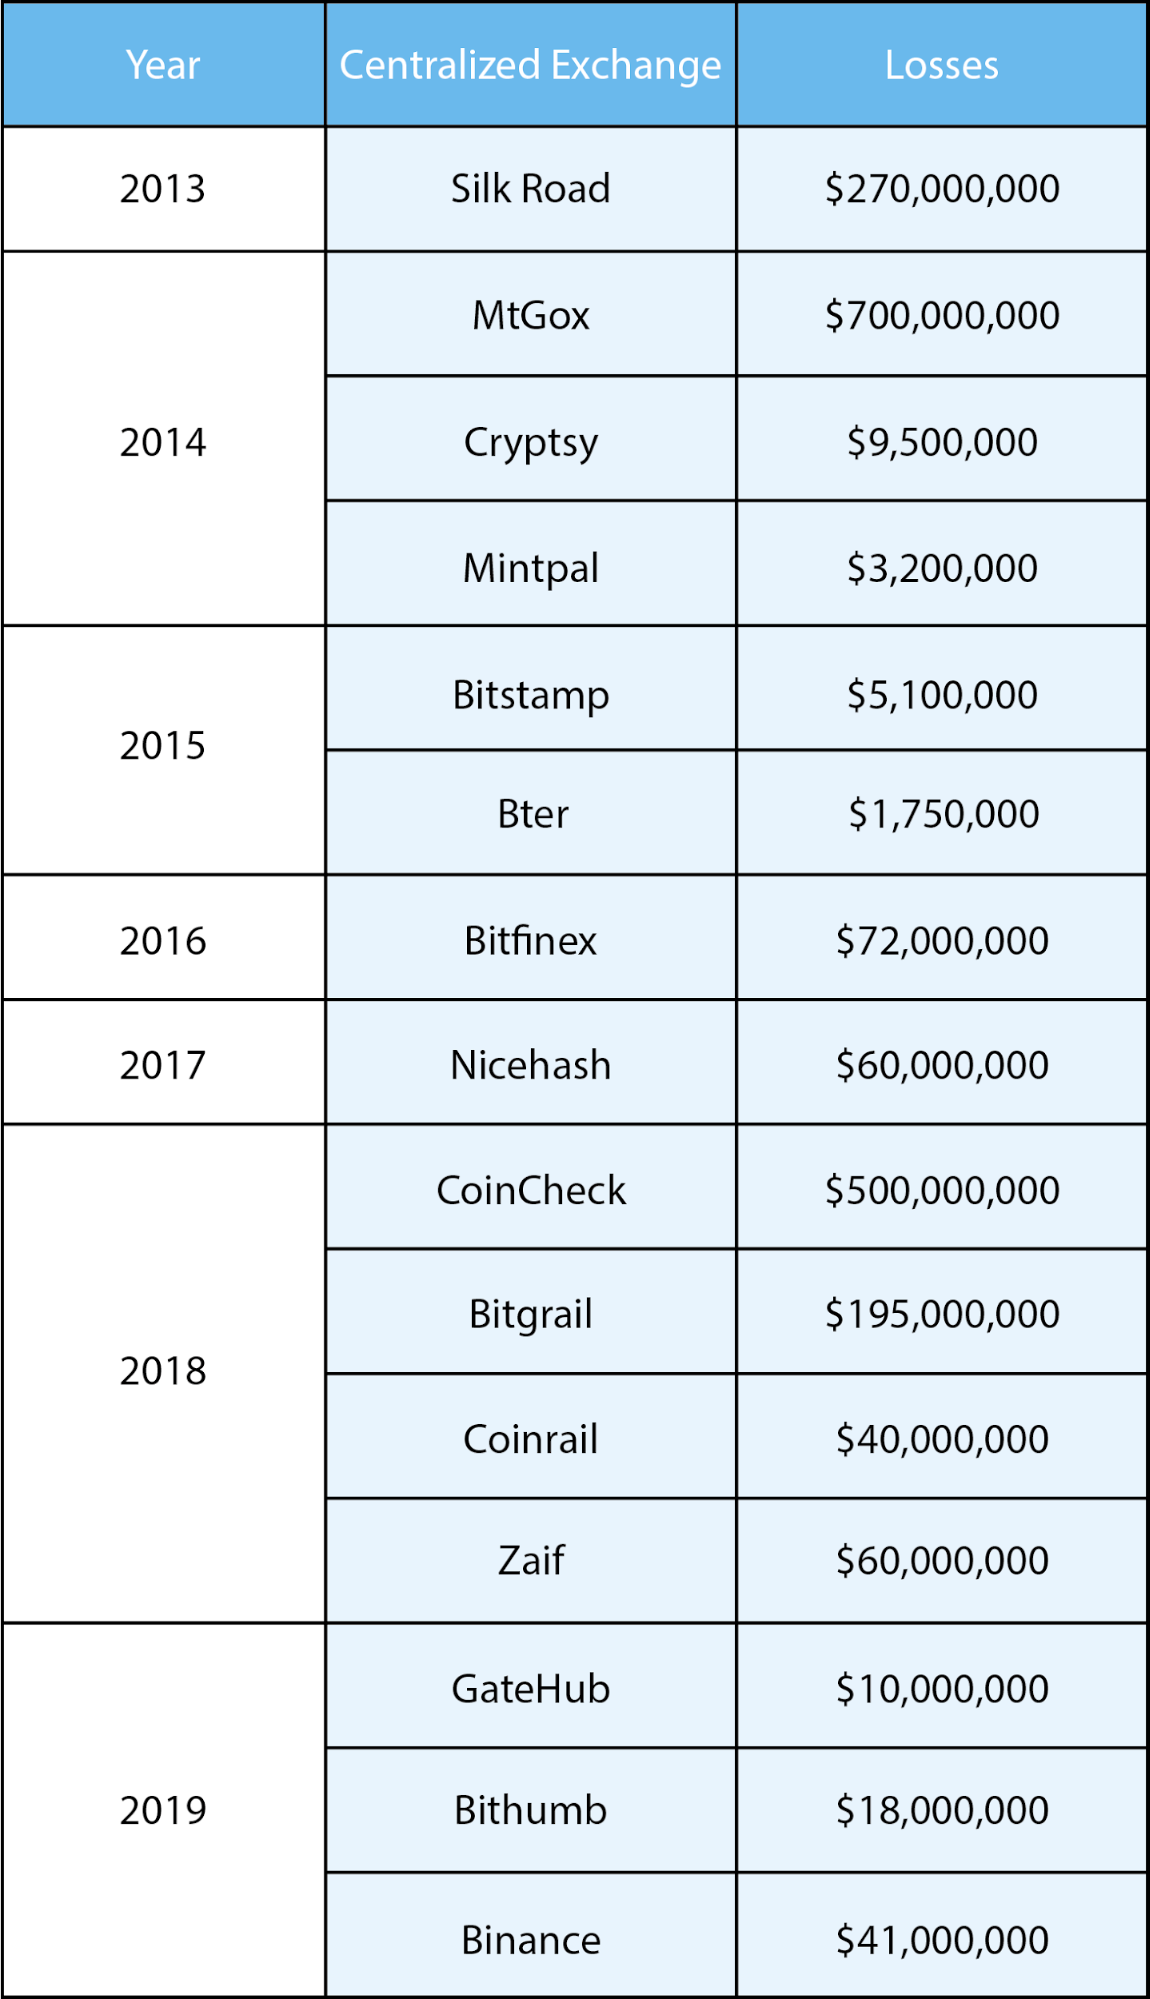 Year Centralized Exchange Losses
2013 Silk Road $270,000,000
2014 MtGox $700,000,000
Cryptsy $9,500,000
Mintpal $3,200,000
2015 Bitstamp $5,100,000
Bter $1,750,000
2016 Bitfinex $72,000,000
2017 Nicehash $60,000,000
2018 CoinCheck $500,000,000
Bitgrail $195,000,000
Coinrail $40,000,000
Zaif $60,000,000
2019 GateHub $10,000,000
Bithumb $18,000,000
Binance $41,000,000